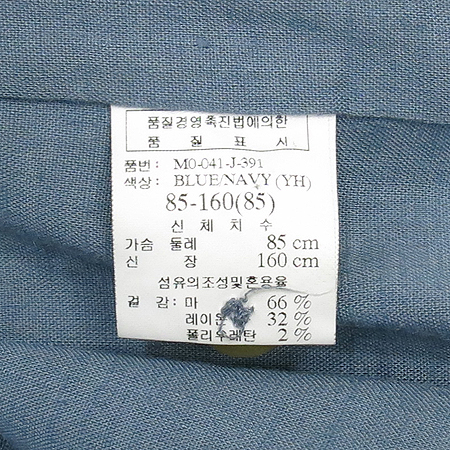 품질경영촉진법에의한
품 질 표 시
품번: M0-041-J-391
색상: BLUE/NAVY (YH)
85-160(85)
신 체 치 수
가슴 둘레 85 cm
신 장 160 cm
섬유의조성및혼용율
겉 감: 마 66 %
레이온 32 %
폴리우레탄 2 %